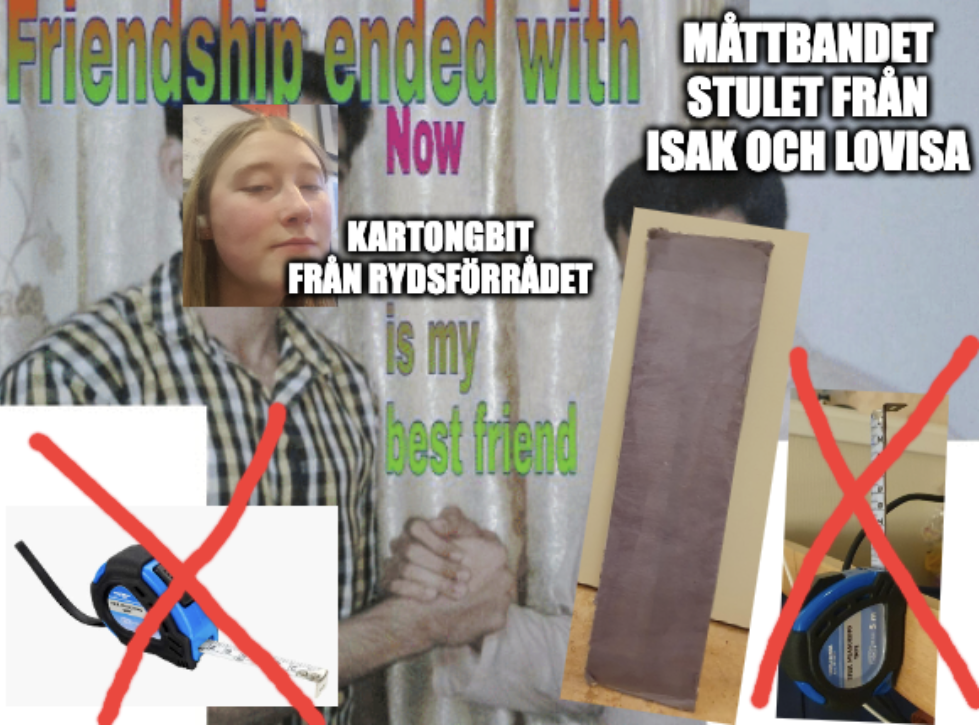 Friendship ended with
MÅTTBANDET
STULET FRÅN
ISAK OCH LOVISA
Now
KARTONGBIT
FRÅN RYDSFÖRRÅDET
is my
best friend